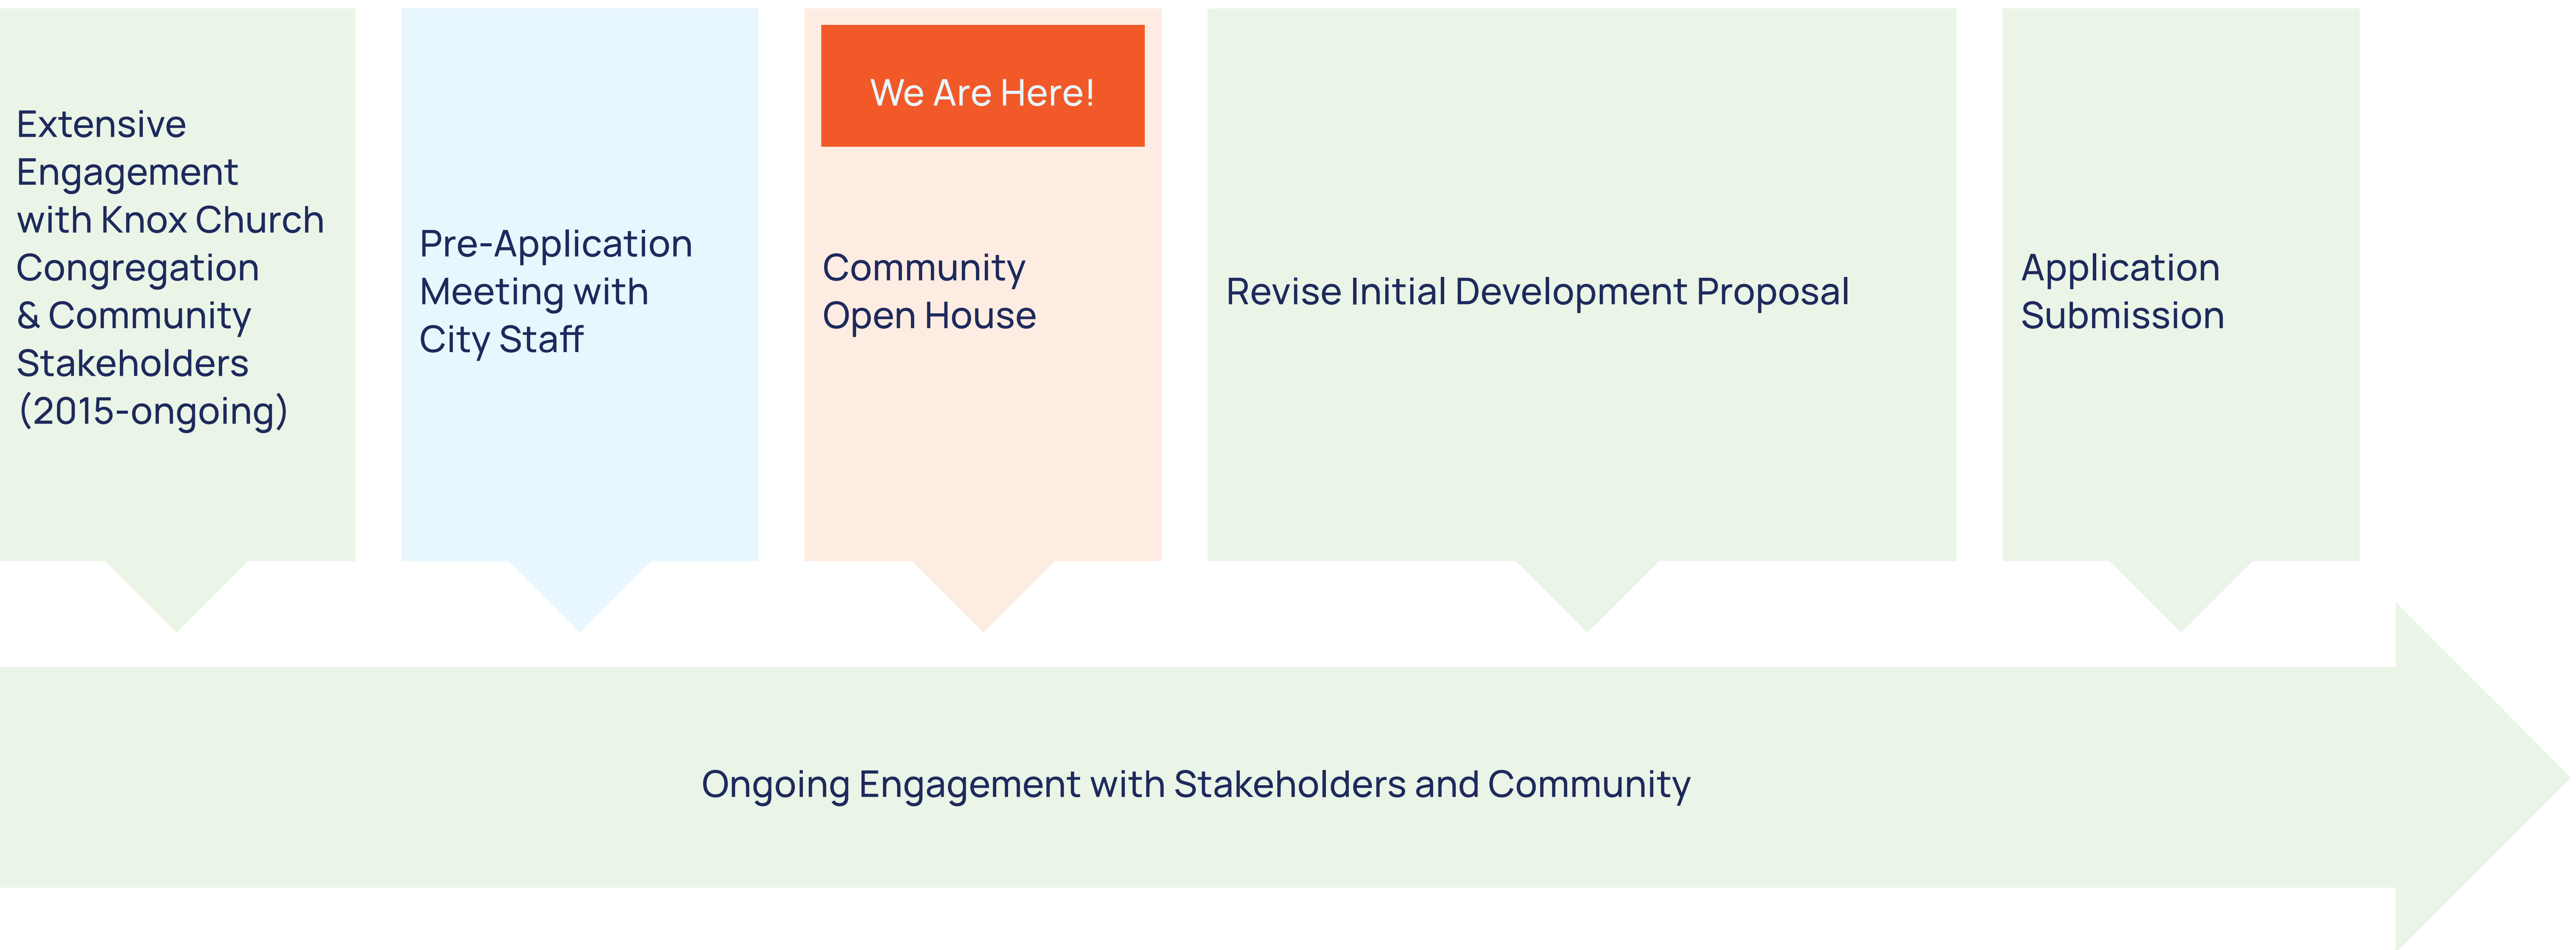 Extensive
Engagement
with Knox Church
Congregation
& Community
Stakeholders
(2015-ongoing)
Pre-Application
Meeting with
City Staff
We Are Here!
Community
Open House
Revise Initial Development Proposal
Application
Submission
Ongoing Engagement with Stakeholders and Community